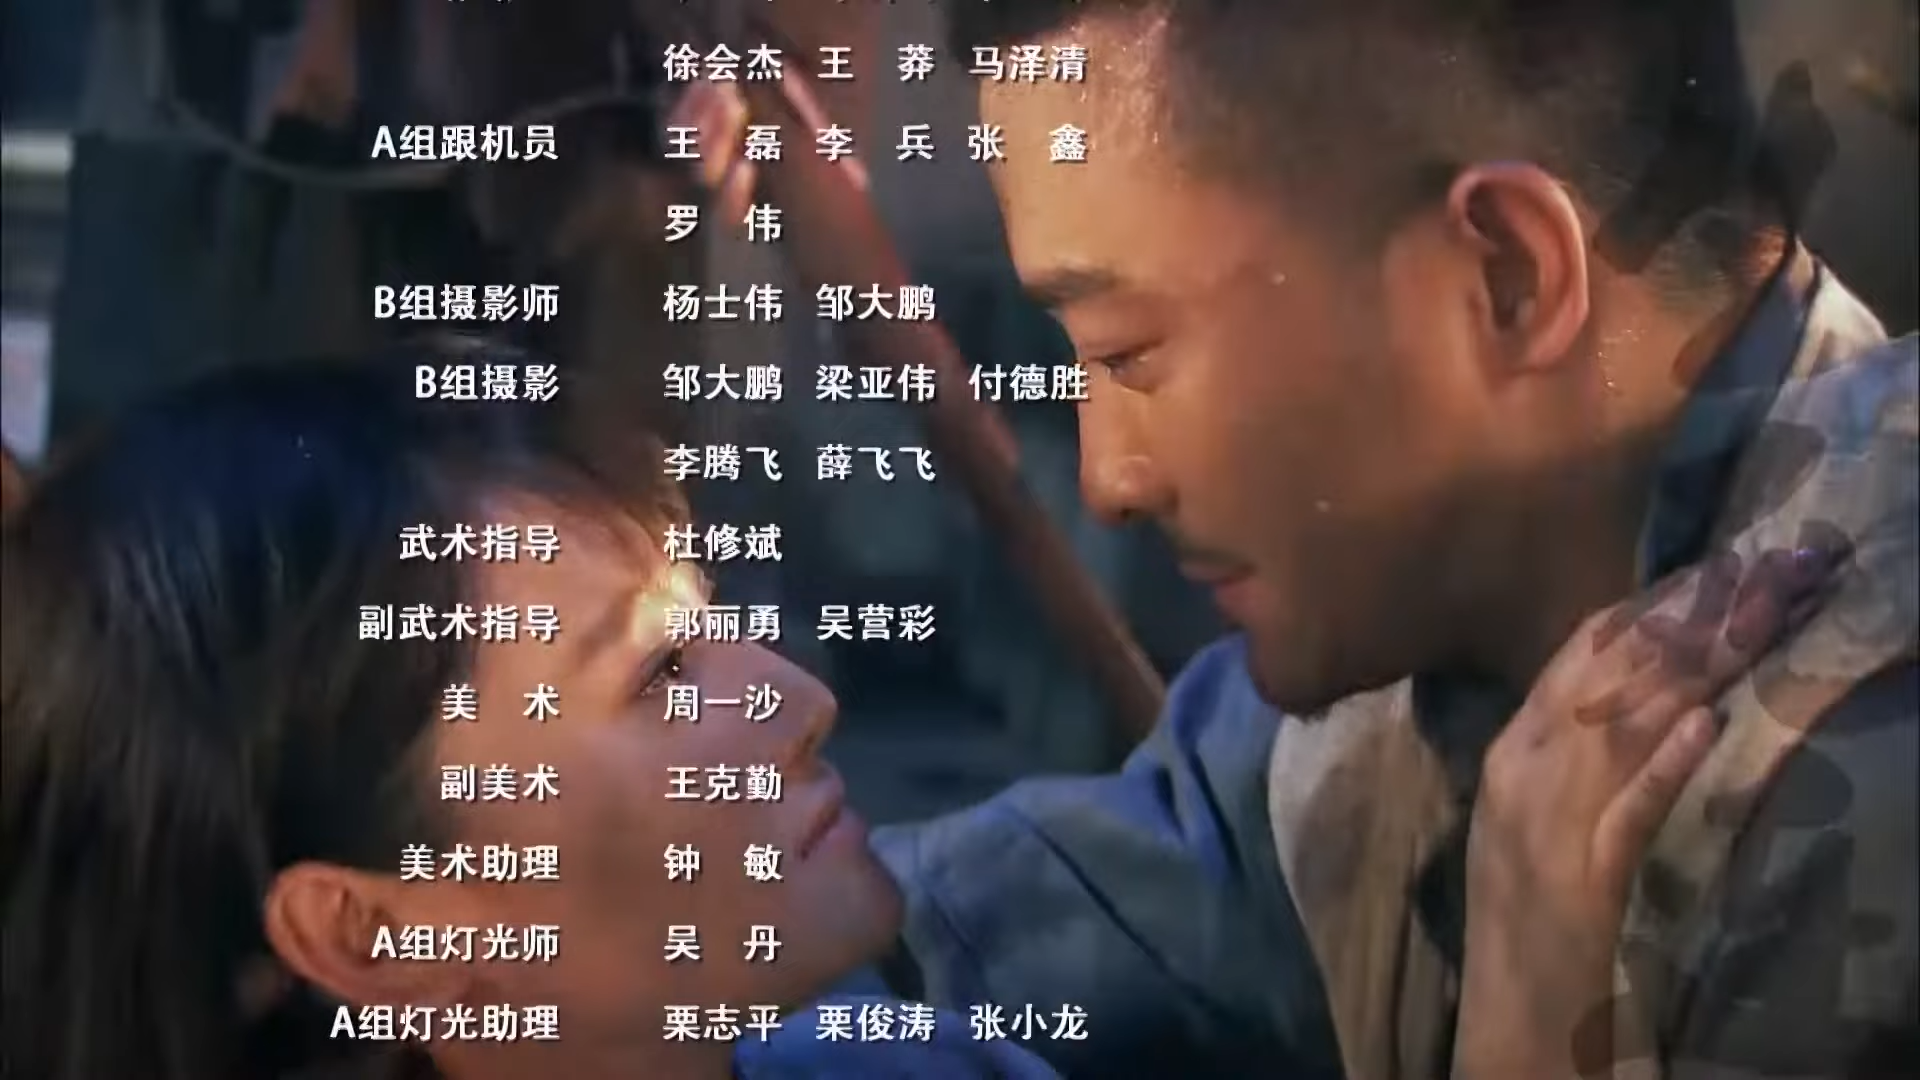 徐会杰 王 莽 马泽清
A组跟机员 王 磊 李 兵 张 鑫
罗 伟
B组摄影师 杨士伟 邹大鹏
B组摄影 邹大鹏 梁亚伟 付德胜
李腾飞 薛飞飞
武术指导 杜修斌
副武术指导 郭丽勇 吴营彩
美 术 周一沙
副美术 王克勤
美术助理 钟 敏
A组灯光师 吴 丹
A组灯光助理 栗志平 栗俊涛 张小龙